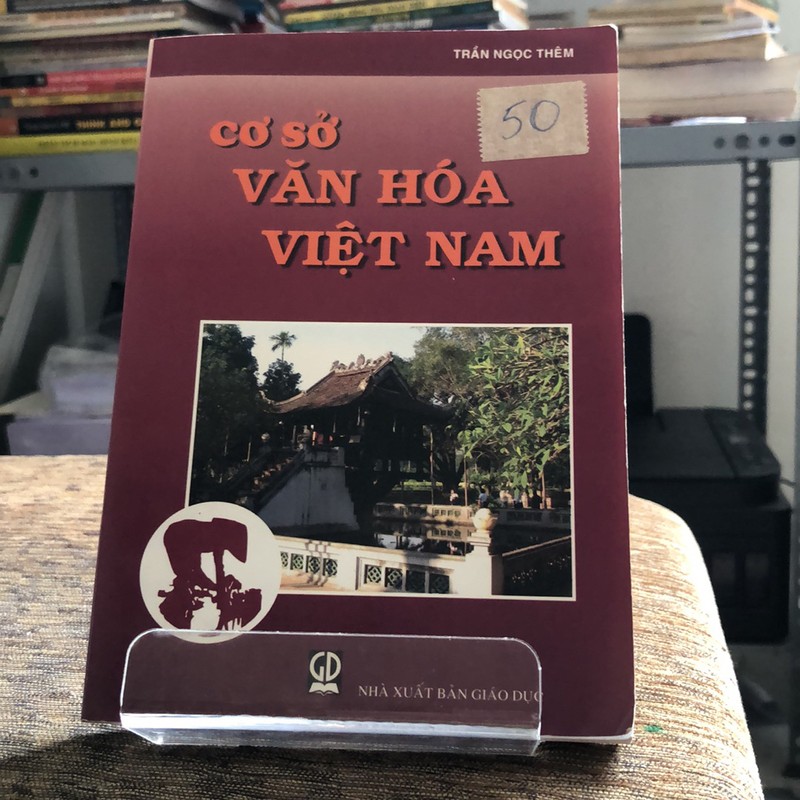 TRẦN NGỌC THÊM
50
CƠ SỞ
VĂN HÓA
VIỆT NAM
GD
NHÀ XUẤT BẢN GIÁO DỤC